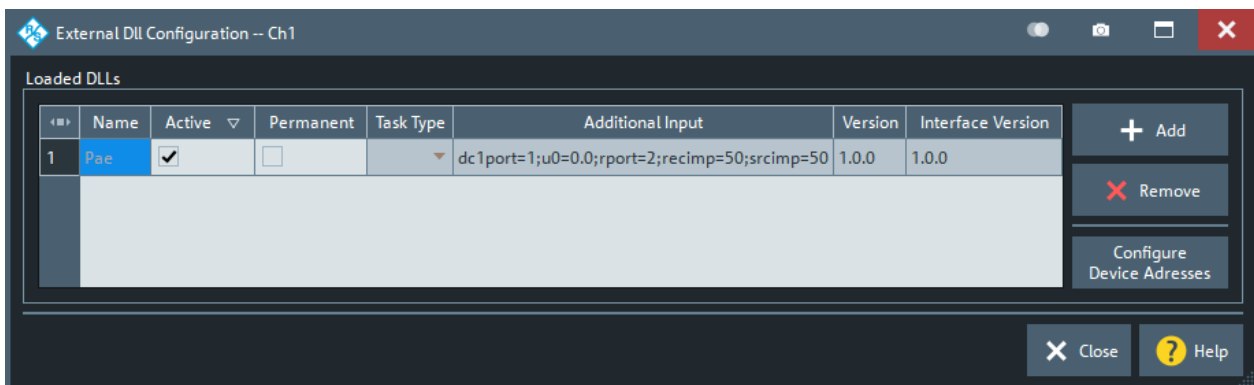 External Dll Configuration -- Ch1
Loaded DLLs
Name Active Permanent Task Type Additional Input Version Interface Version
1 Pae dc1port=1;u0=0.0;rport=2;recimp=50;srcimp=50 1.0.0 1.0.0
Add
Remove
Configure
Device Adresses
Close
Help